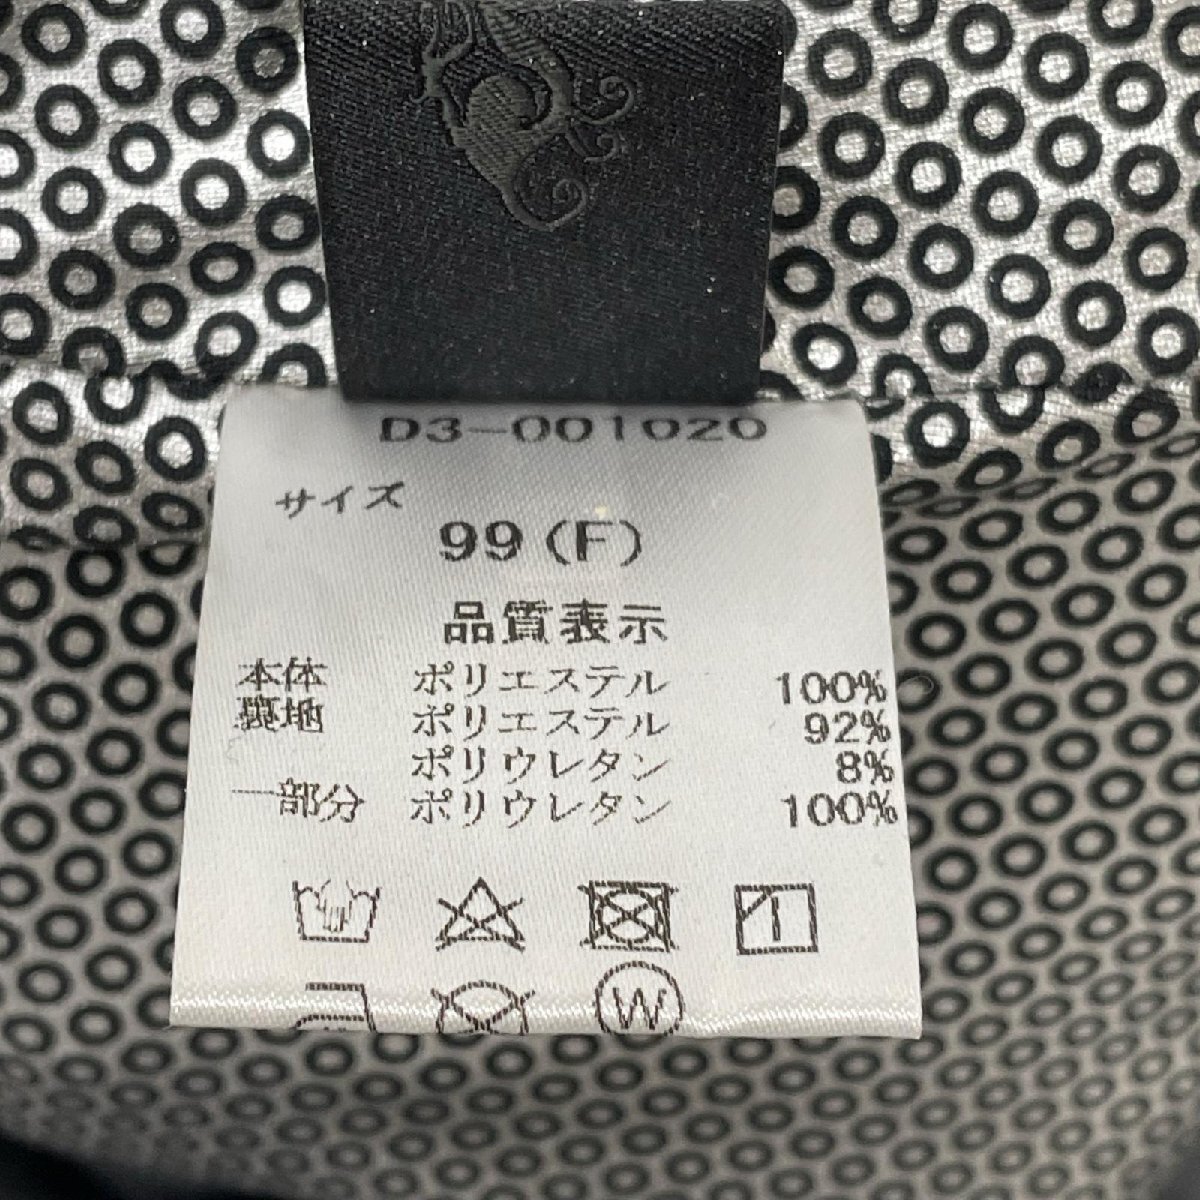 D3-001020
サイズ
99(F)
品質表示
本体 ポリエステル 100%
裏地 ポリエステル 92%
ポリウレタン 8%
一部分 ポリウレタン 100%
W